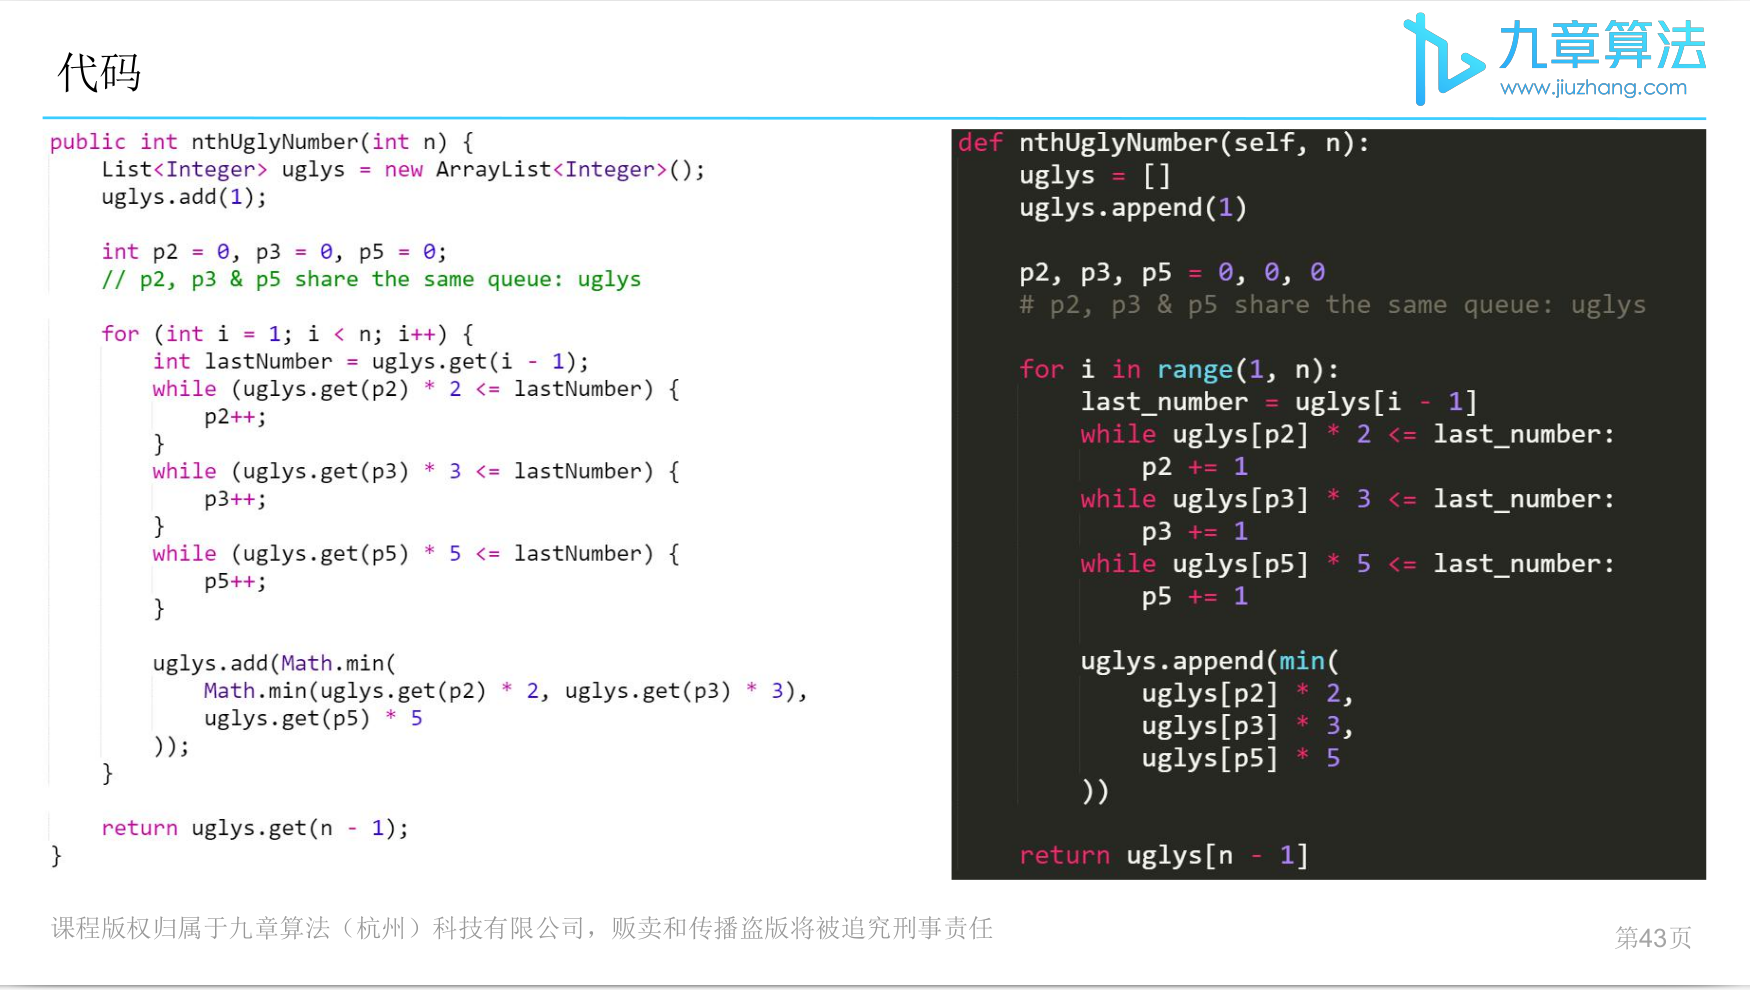 代码
九章算法
www.jiuzhang.com
public int nthUglyNumber(int n) {
    List<Integer> uglys = new ArrayList<Integer>();
    uglys.add(1);

    int p2 = 0, p3 = 0, p5 = 0;
    // p2, p3 & p5 share the same queue: uglys

    for (int i = 1; i < n; i++) {
        int lastNumber = uglys.get(i - 1);
        while (uglys.get(p2) * 2 <= lastNumber) {
            p2++;
        }
        while (uglys.get(p3) * 3 <= lastNumber) {
            p3++;
        }
        while (uglys.get(p5) * 5 <= lastNumber) {
            p5++;
        }

        uglys.add(Math.min(
            Math.min(uglys.get(p2) * 2, uglys.get(p3) * 3),
            uglys.get(p5) * 5
        ));
    }

    return uglys.get(n - 1);
}
def nthUglyNumber(self, n):
    uglys = []
    uglys.append(1)

    p2, p3, p5 = 0, 0, 0
    # p2, p3 & p5 share the same queue: uglys

    for i in range(1, n):
        last_number = uglys[i - 1]
        while uglys[p2] * 2 <= last_number:
            p2 += 1
        while uglys[p3] * 3 <= last_number:
            p3 += 1
        while uglys[p5] * 5 <= last_number:
            p5 += 1

        uglys.append(min(
            uglys[p2] * 2,
            uglys[p3] * 3,
            uglys[p5] * 5
        ))

    return uglys[n - 1]
课程版权归属于九章算法（杭州）科技有限公司，贩卖和传播盗版将被追究刑事责任
第43页